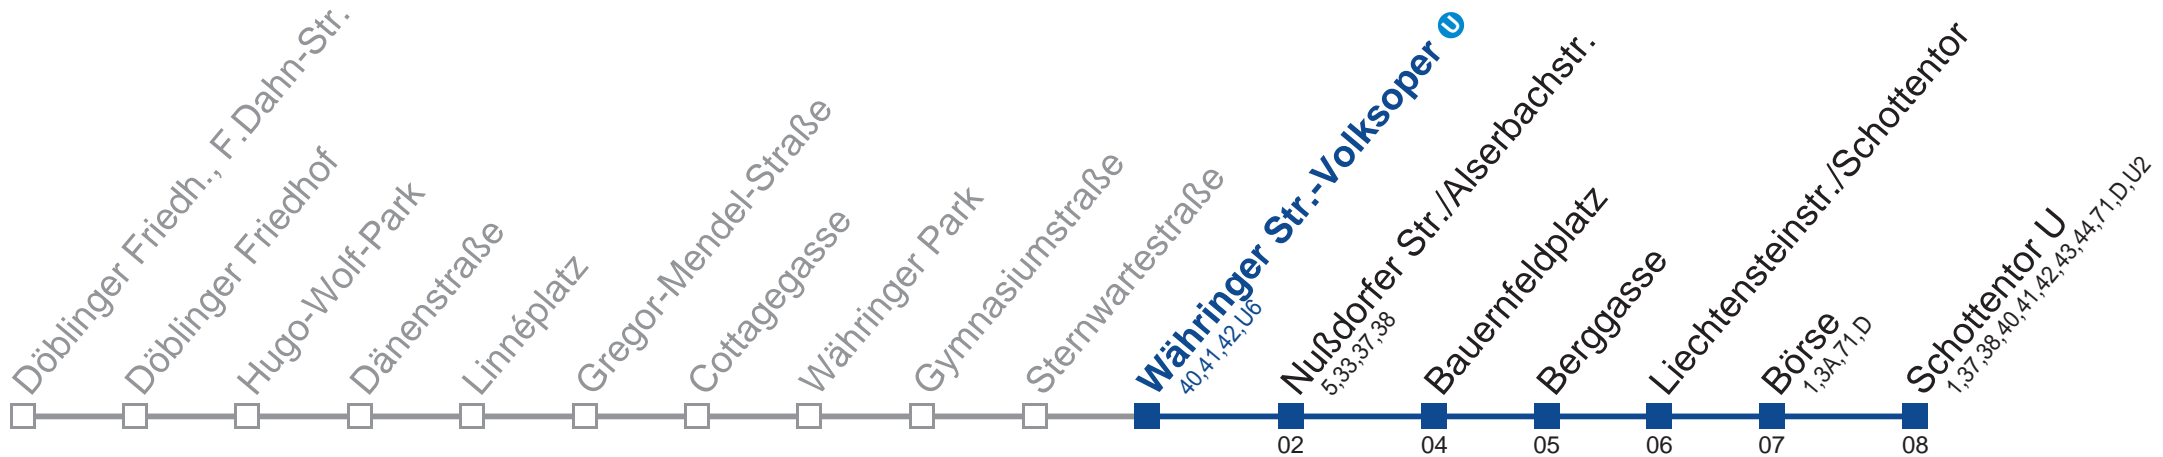 Döblinger Friedh., F.Dahn-Str.
Döblinger Friedhof
Hugo-Wolf-Park
Dänenstraße
Linnéplatz
Gregor-Mendel-Straße
Cottagegasse
Währinger Park
Gymnasiumstraße
Sternwartestraße
Währinger Str.-Volksoper U
40,41,42,U6
Nußdorfer Str./Alserbachstr.
5,33,37,38
Bauernfeldplatz
Berggasse
Liechtensteinstr./Schottentor
Börse
1,3A,71,D
Schottentor U
1,37,38,40,41,42,43,44,71,D,U2
02 04 05 06 07 08